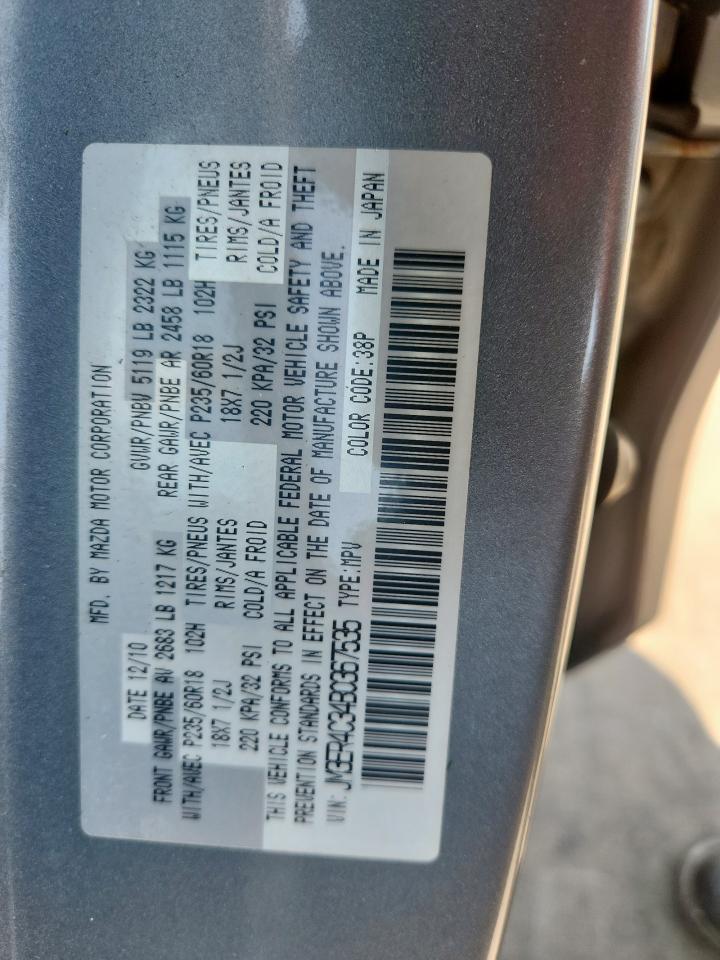 MFD. BY MAZDA MOTOR CORPORATION
DATE 12/10 GVWR/PNBV 5119 LB 2322 KG
FRONT GAWR/PNBE AV 2683 LB 1217 KG REAR GAWR/PNBE AR 2458 LB 1115 KG
WITH/AVEC P235/60R18 102H TIRES/PNEUS WITH/AVEC P235/60R18 102H TIRES/PNEUS
18X7 1/2J RIMS/JANTES 18X7 1/2J RIMS/JANTES
220 KPA/32 PSI COLD/A FROID 220 KPA/32 PSI COLD/A FROID
THIS VEHICLE CONFORMS TO ALL APPLICABLE FEDERAL MOTOR VEHICLE SAFETY AND THEFT
PREVENTION STANDARDS IN EFFECT ON THE DATE OF MANUFACTURE SHOWN ABOVE.
VIN: JM3ER4C34B0367535 TYPE:MPV COLOR CODE:38P MADE IN JAPAN